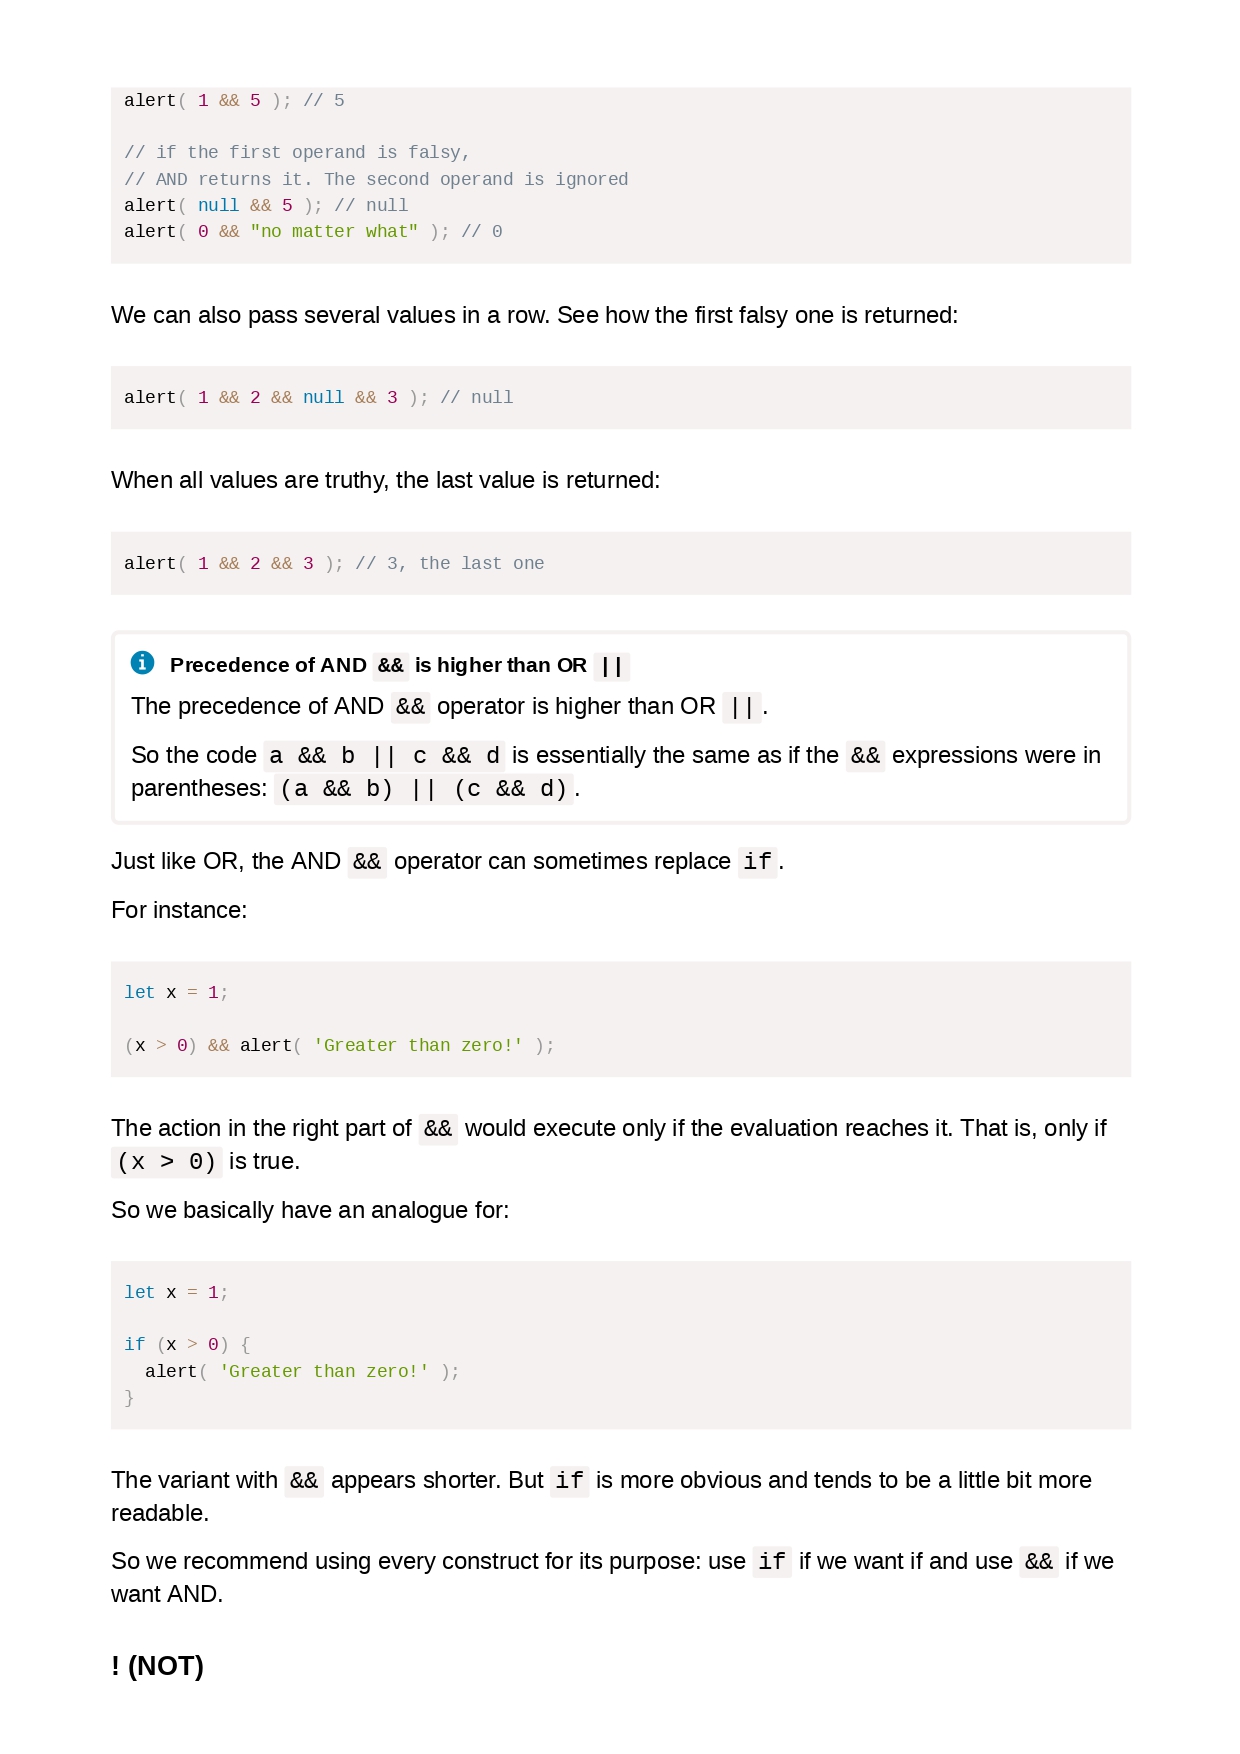 alert( 1 && 5 ); // 5
// if the first operand is falsy,
// AND returns it. The second operand is ignored
alert( null && 5 ); // null
alert( 0 && "no matter what" ); // 0
We can also pass several values in a row. See how the first falsy one is returned:
alert( 1 && 2 && null && 3 ); // null
When all values are truthy, the last value is returned:
alert( 1 && 2 && 3 ); // 3, the last one
Precedence of AND && is higher than OR ||
The precedence of AND && operator is higher than OR ||.
So the code a && b || c && d is essentially the same as if the && expressions were in
parentheses: (a && b) || (c && d).
Just like OR, the AND && operator can sometimes replace if.
For instance:
let x = 1;
(x > 0) && alert( 'Greater than zero!' );
The action in the right part of && would execute only if the evaluation reaches it. That is, only if
(x > 0) is true.
So we basically have an analogue for:
let x = 1;
if (x > 0) {
  alert( 'Greater than zero!' );
}
The variant with && appears shorter. But if is more obvious and tends to be a little bit more
readable.
So we recommend using every construct for its purpose: use if if we want if and use && if we
want AND.
! (NOT)